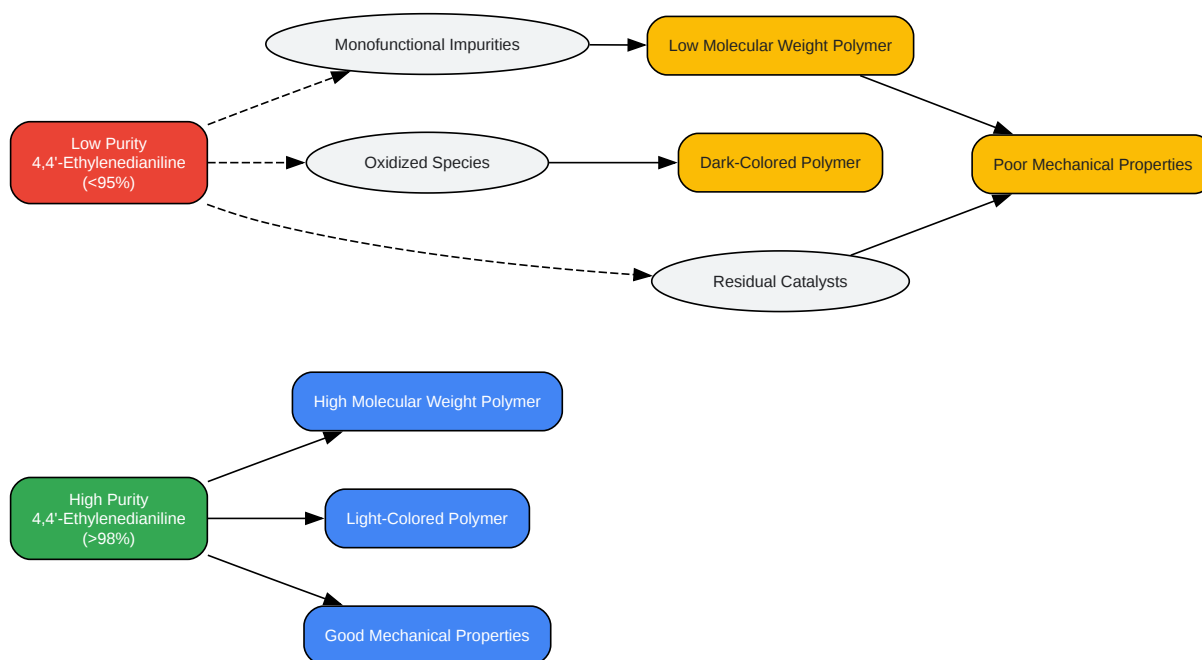 Monofunctional Impurities
Low Molecular Weight Polymer
Low Purity
4,4'-Ethylenedianiline
(<95%)
Oxidized Species
Dark-Colored Polymer
Poor Mechanical Properties
Residual Catalysts
High Molecular Weight Polymer
High Purity
4,4'-Ethylenedianiline
(>98%)
Light-Colored Polymer
Good Mechanical Properties